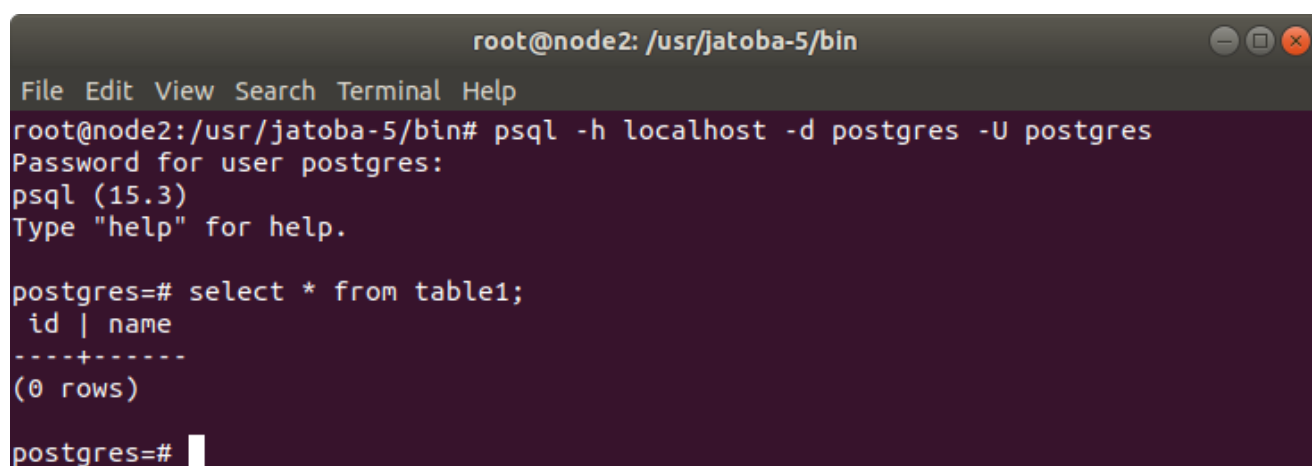 root@node2: /usr/jatoba-5/bin
File Edit View Search Terminal Help
root@node2:/usr/jatoba-5/bin# psql -h localhost -d postgres -U postgres
Password for user postgres:
psql (15.3)
Type "help" for help.
postgres=# select * from table1;
 id | name
----+------
(0 rows)
postgres=#